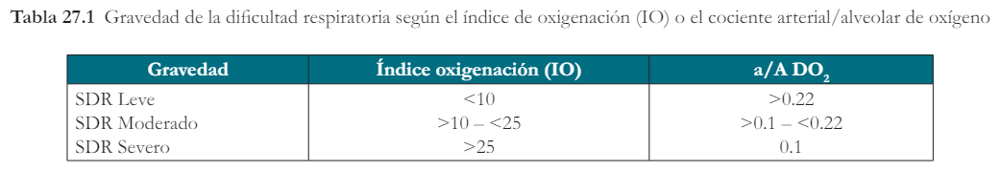 Tabla 27.1 Gravedad de la dificultad respiratoria según el índice de oxigenación (IO) o el cociente arterial/alveolar de oxígeno
Gravedad Índice oxigenación (IO) a/A DO₂
SDR Leve <10 >0.22
SDR Moderado >10 – <25 >0.1 – <0.22
SDR Severo >25 0.1